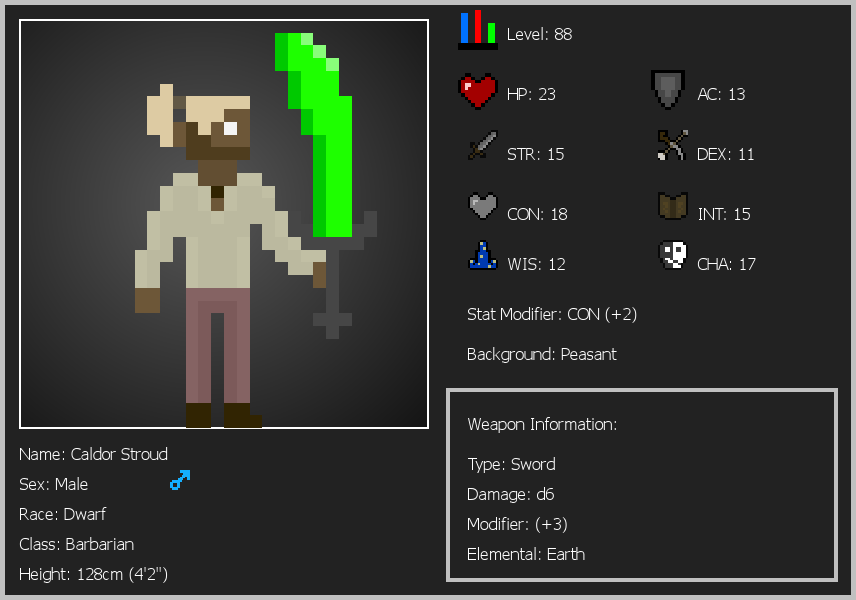 Level: 88
HP: 23
AC: 13
STR: 15
DEX: 11
CON: 18
INT: 15
WIS: 12
CHA: 17
Stat Modifier: CON (+2)
Background: Peasant
Weapon Information:
Type: Sword
Damage: d6
Modifier: (+3)
Elemental: Earth
Name: Caldor Stroud
Sex: Male
Race: Dwarf
Class: Barbarian
Height: 128cm (4'2")